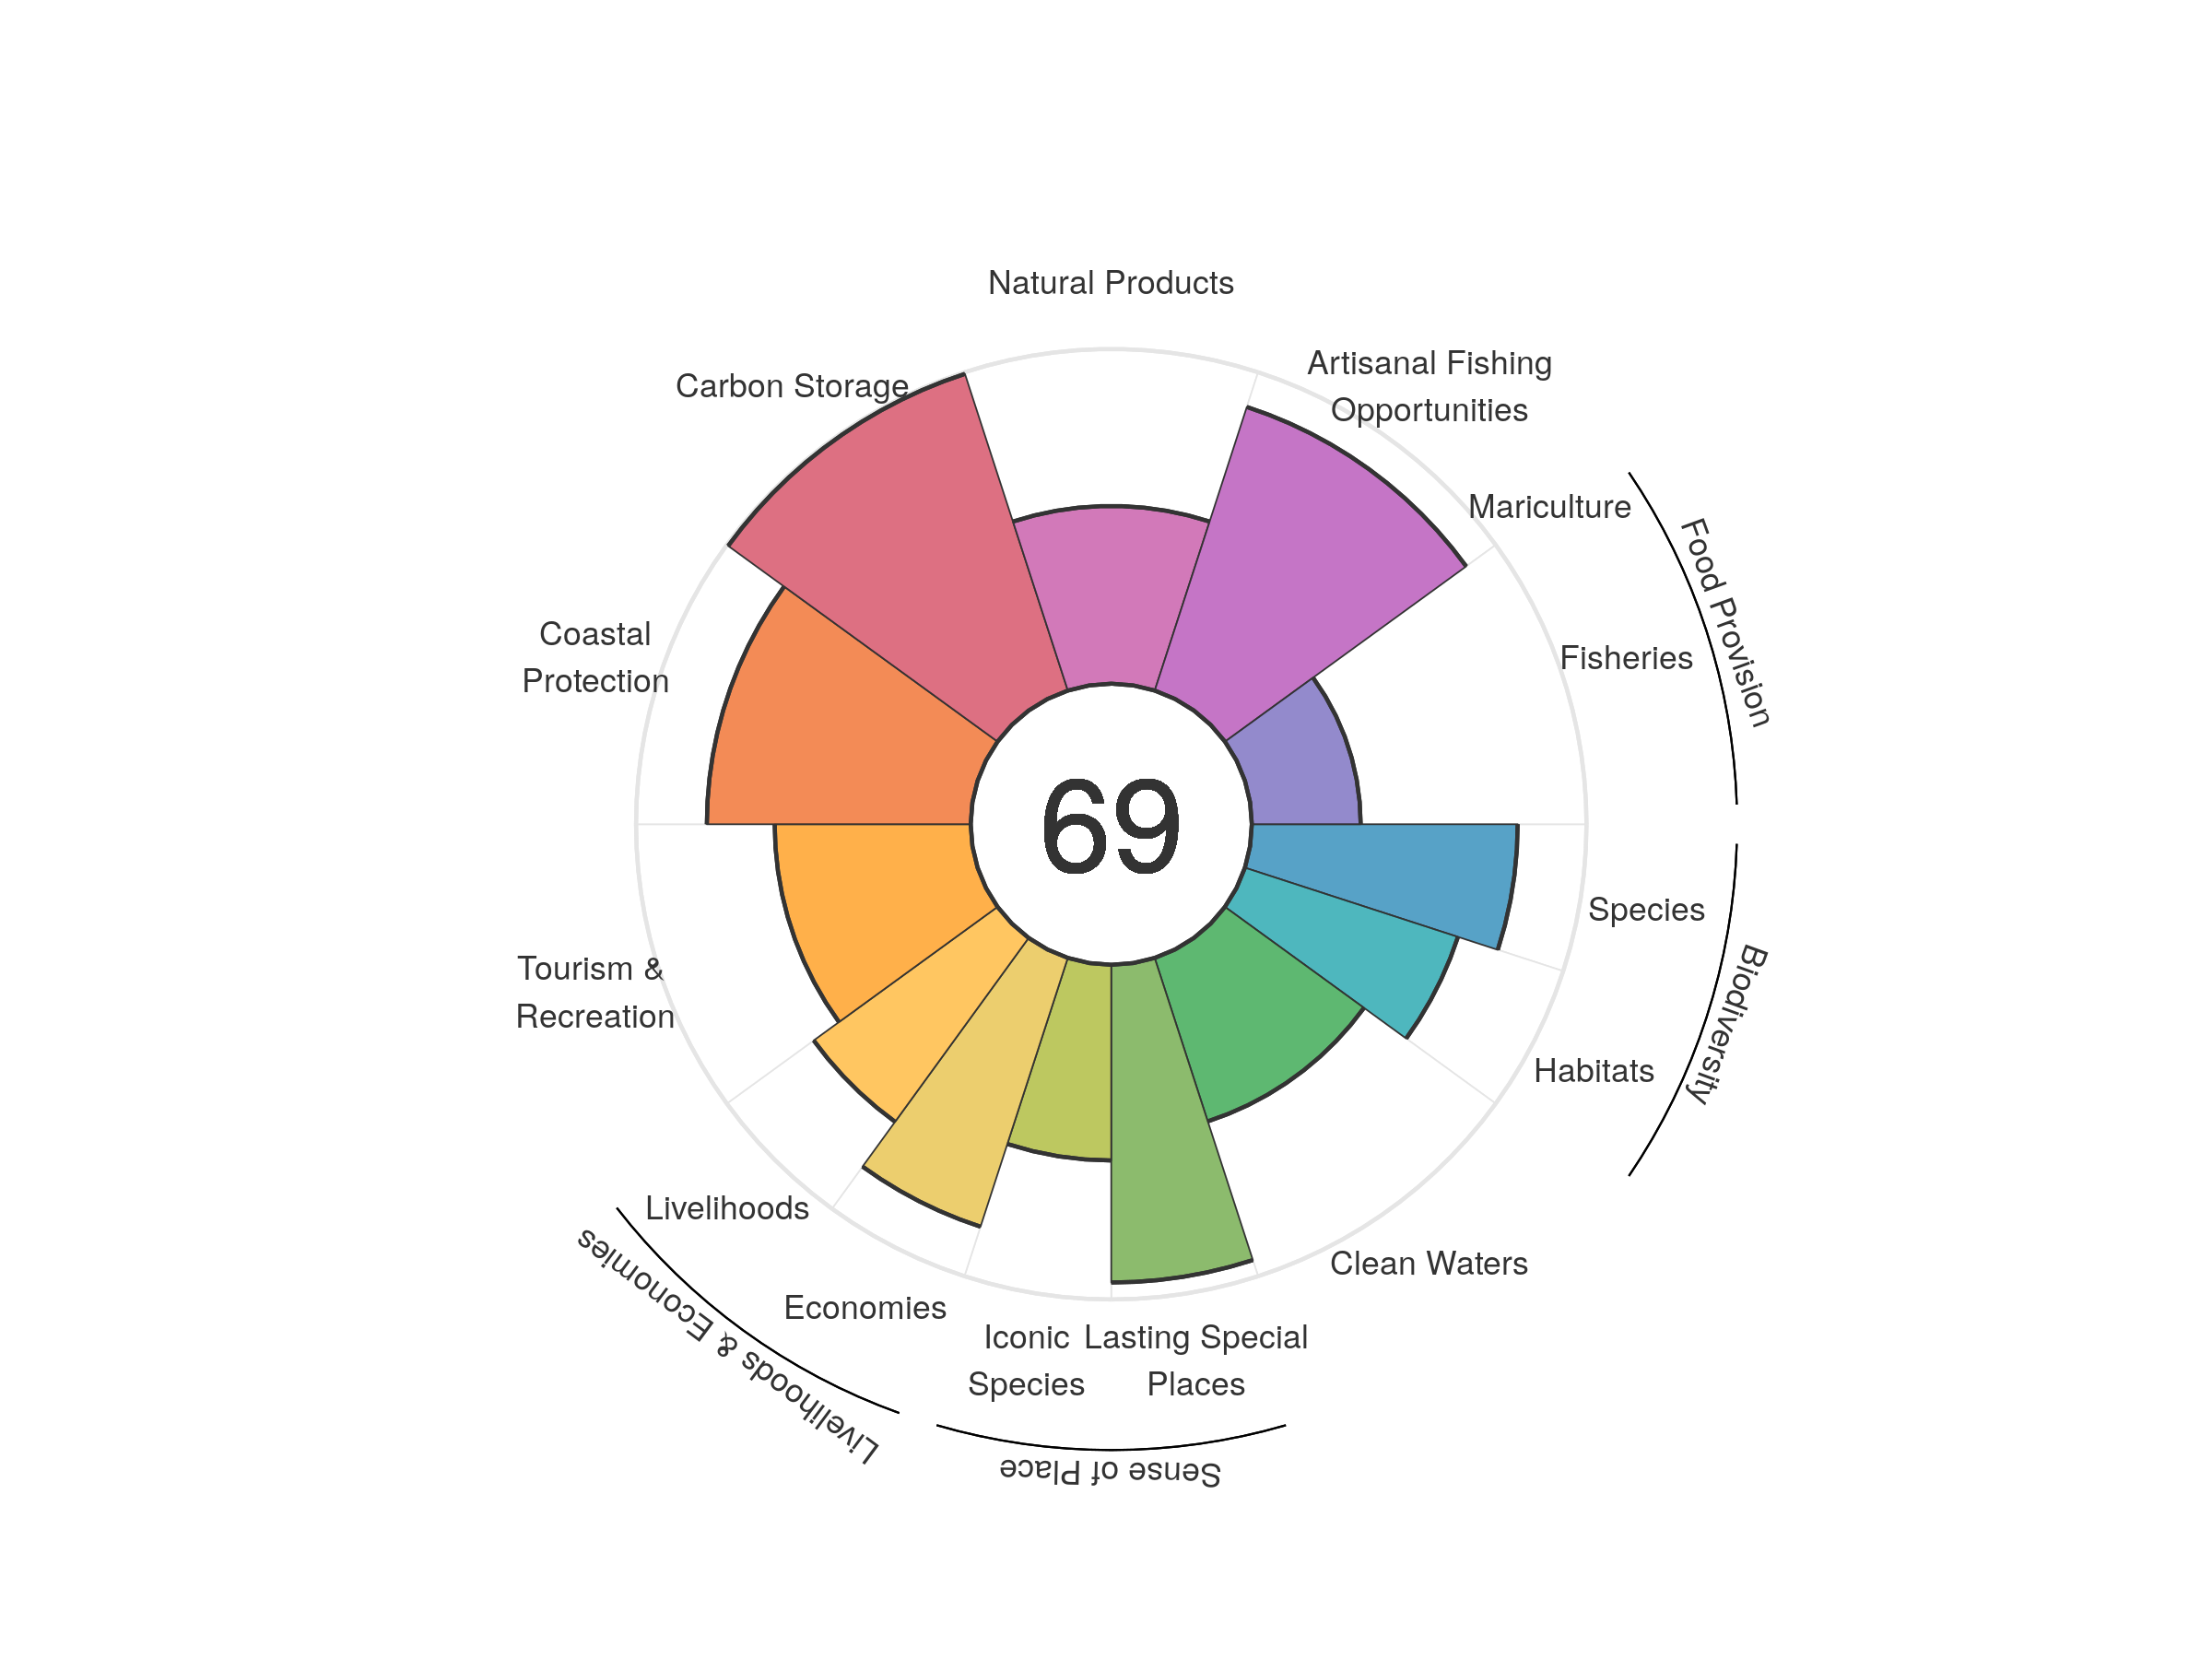 Natural Products
Artisanal Fishing
Opportunities
Carbon Storage
Mariculture
Food Provision
Fisheries
Coastal
Protection
69
Species
Biodiversity
Tourism &
Recreation
Habitats
Livelihoods
Livelihoods & Economies
Clean Waters
Economies
Iconic
Species
Lasting Special
Places
Sense of Place